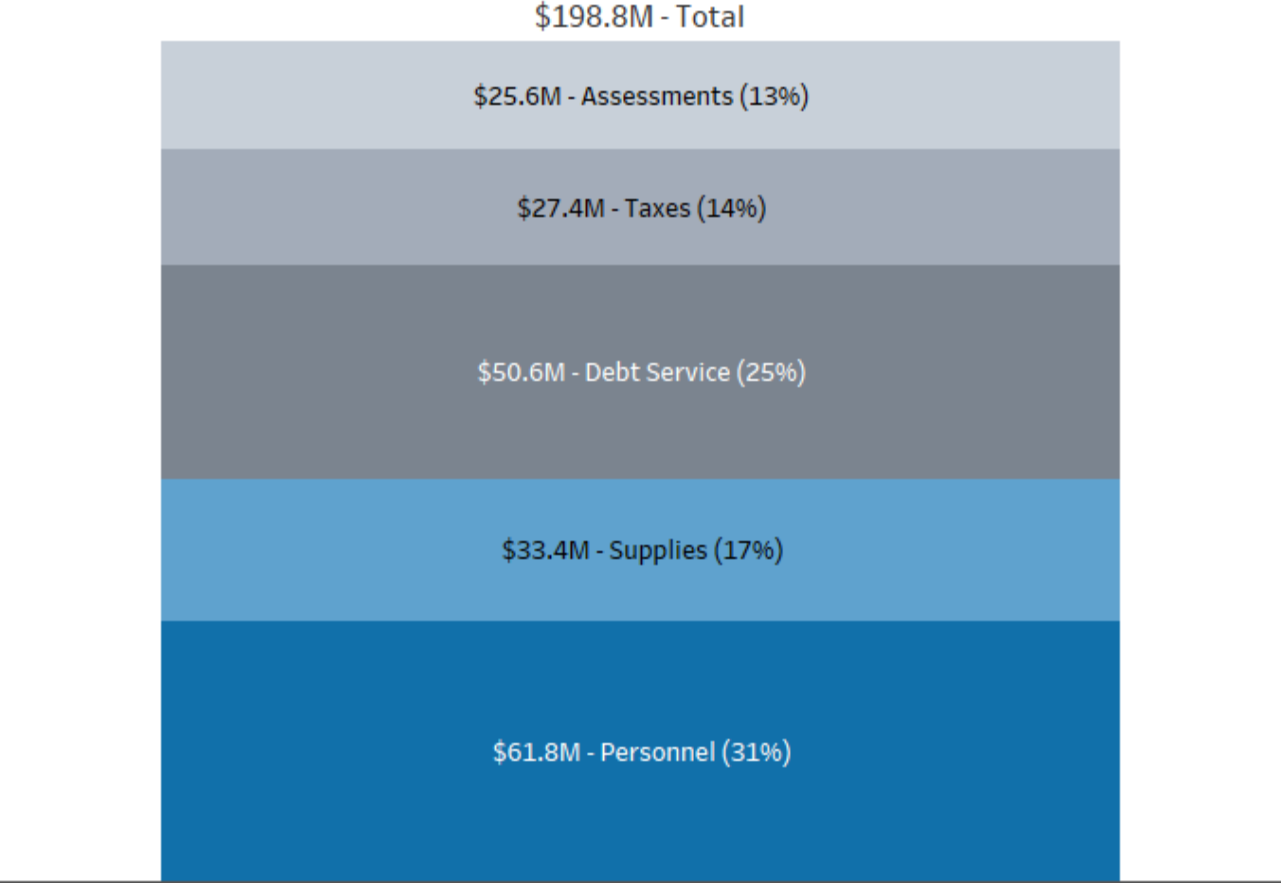 $198.8M - Total
$25.6M - Assessments (13%)
$27.4M - Taxes (14%)
$50.6M - Debt Service (25%)
$33.4M - Supplies (17%)
$61.8M - Personnel (31%)